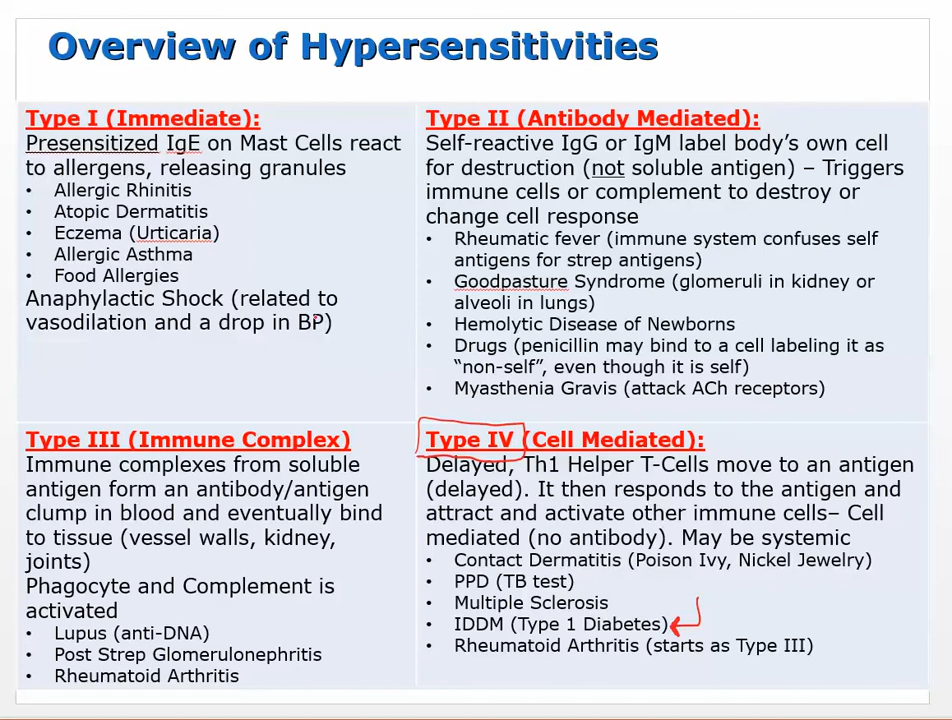 Overview of Hypersensitivities
Type I (Immediate):
Presensitized IgE on Mast Cells react
to allergens, releasing granules
• Allergic Rhinitis
• Atopic Dermatitis
• Eczema (Urticaria)
• Allergic Asthma
• Food Allergies
Anaphylactic Shock (related to
vasodilation and a drop in BP)
Type II (Antibody Mediated):
Self-reactive IgG or IgM label body's own cell
for destruction (not soluble antigen) – Triggers
immune cells or complement to destroy or
change cell response
• Rheumatic fever (immune system confuses self
antigens for strep antigens)
• Goodpasture Syndrome (glomeruli in kidney or
alveoli in lungs)
• Hemolytic Disease of Newborns
• Drugs (penicillin may bind to a cell labeling it as
"non-self", even though it is self)
• Myasthenia Gravis (attack ACh receptors)
Type III (Immune Complex)
Immune complexes from soluble
antigen form an antibody/antigen
clump in blood and eventually bind
to tissue (vessel walls, kidney,
joints)
Phagocyte and Complement is
activated
• Lupus (anti-DNA)
• Post Strep Glomerulonephritis
• Rheumatoid Arthritis
Type IV (Cell Mediated):
Delayed, Th1 Helper T-Cells move to an antigen
(delayed). It then responds to the antigen and
attract and activate other immune cells– Cell
mediated (no antibody). May be systemic
• Contact Dermatitis (Poison Ivy, Nickel Jewelry)
• PPD (TB test)
• Multiple Sclerosis
• IDDM (Type 1 Diabetes)
• Rheumatoid Arthritis (starts as Type III)